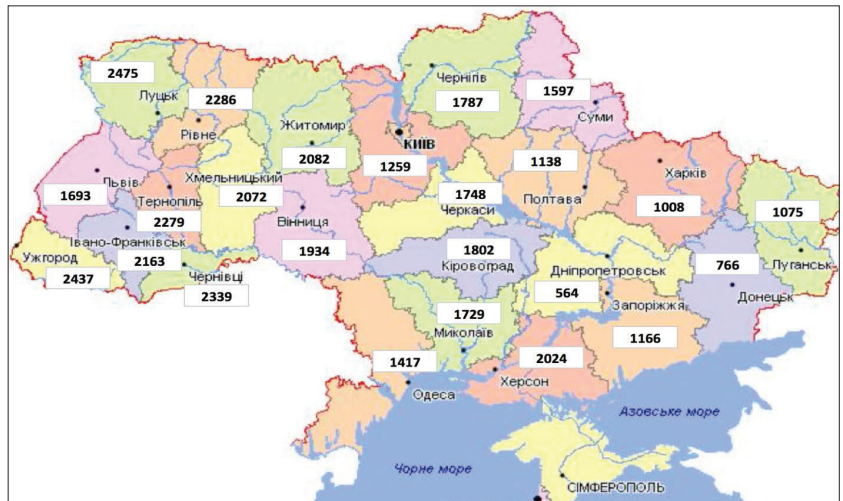 2475
Луцьк
2286
Рівне
Житомир
2082
КИЇВ
1259
Чернігів
1787
1597
Суми
1693
Львів
Тернопіль
2279
Хмельницький
2072
Вінниця
1934
1748
Черкаси
1138
Полтава
Харків
1008
1075
Луганськ
Ужгород
2437
Івано-Франківськ
2163
Чернівці
2339
1802
Кіровоград
Дніпропетровськ
564
Запоріжжя
1166
766
Донецьк
1729
Миколаїв
1417
Одеса
2024
Херсон
Азовське море
Чорне море
СІМФЕРОПОЛЬ